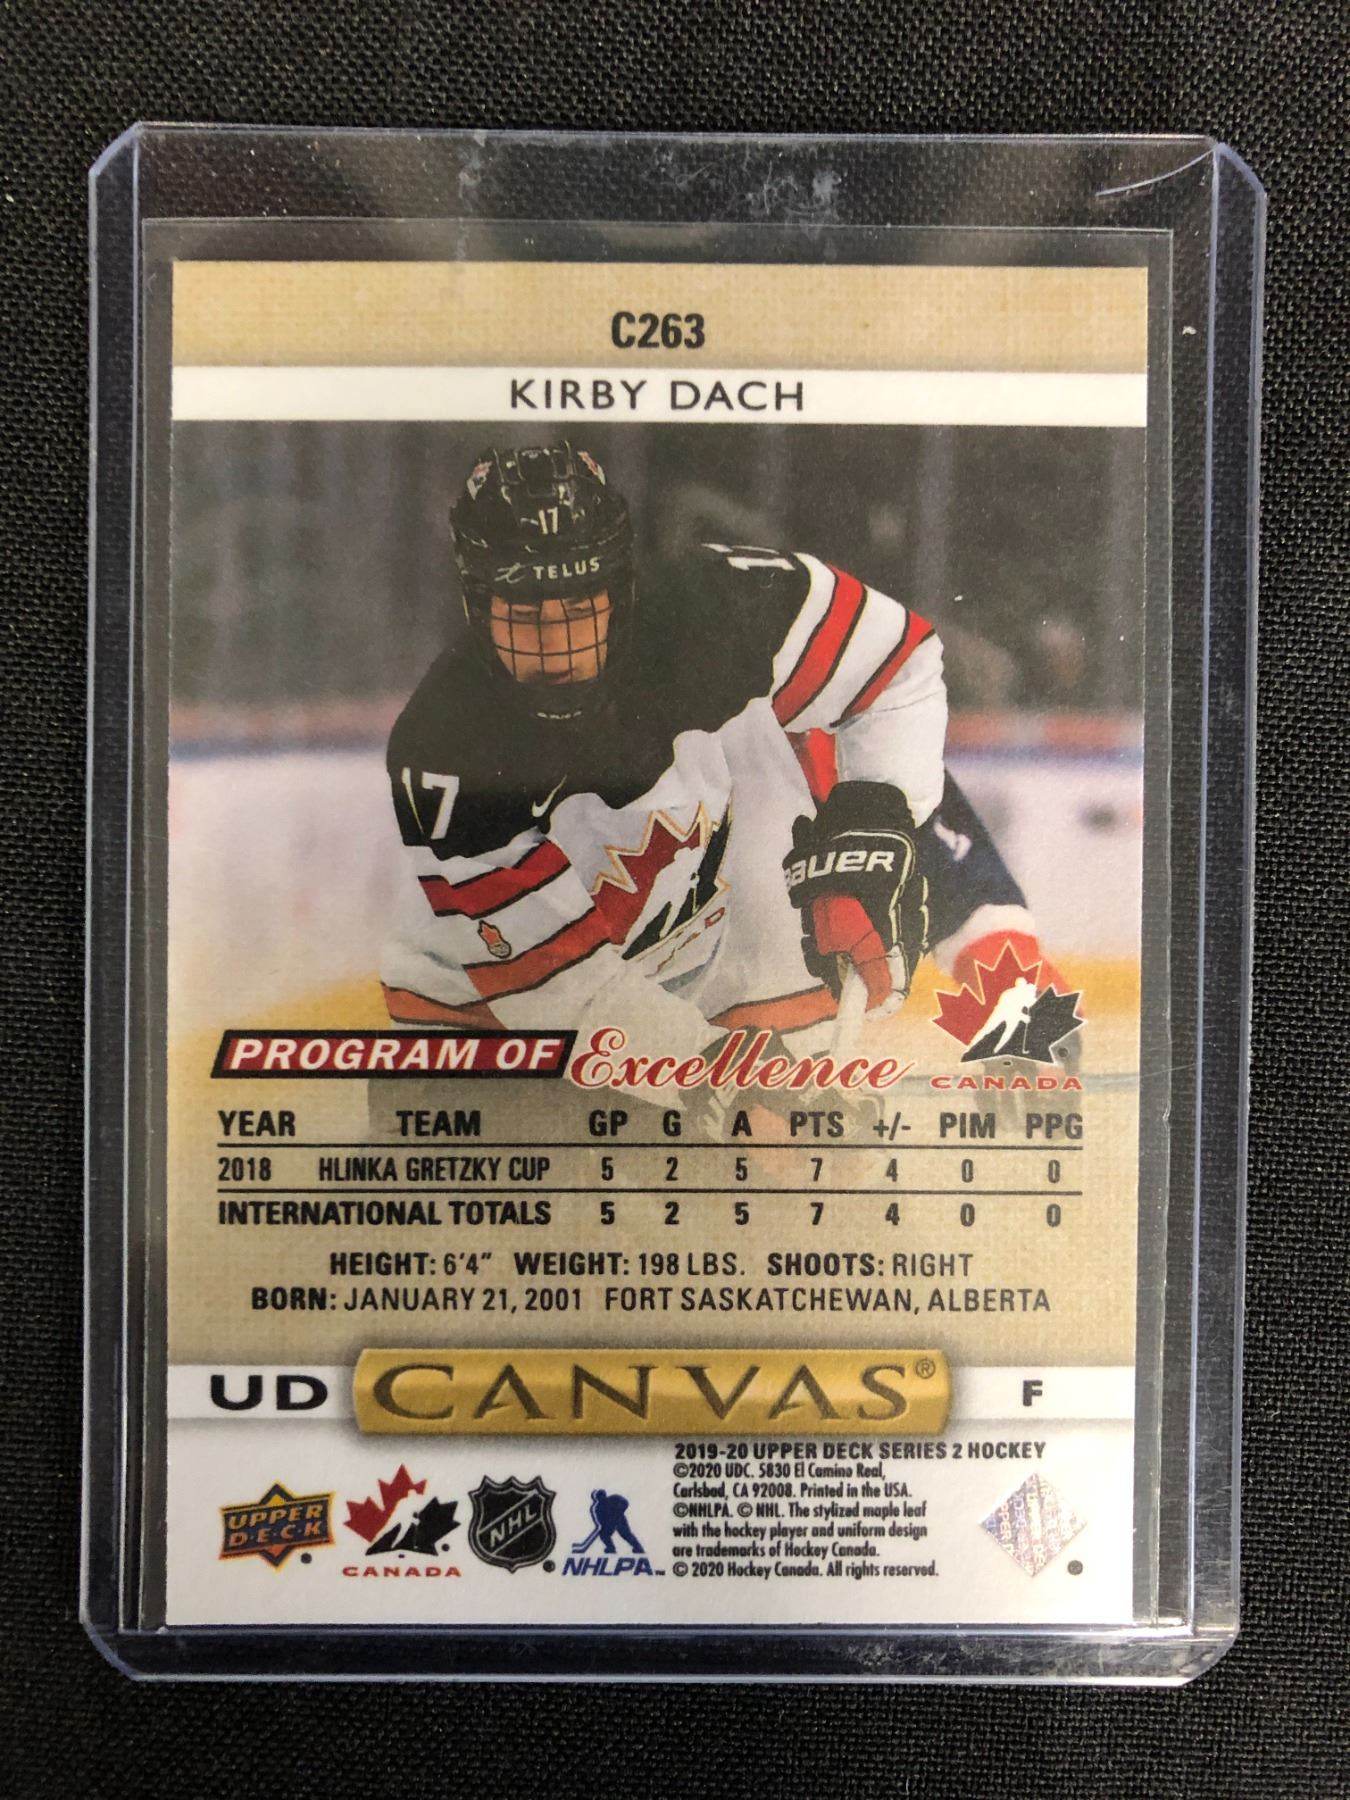 C263
KIRBY DACH
17
TELUS
17
17
BAUER
PROGRAM OF Excellence
CANADA
YEAR TEAM GP G A PTS +/- PIM PPG
2018 HLINKA GRETZKY CUP 5 2 5 7 4 0 0
INTERNATIONAL TOTALS 5 2 5 7 4 0 0
HEIGHT: 6'4" WEIGHT: 198 LBS. SHOOTS: RIGHT
BORN: JANUARY 21, 2001 FORT SASKATCHEWAN, ALBERTA
UD CANVAS® F
2019-20 UPPER DECK SERIES 2 HOCKEY
©2020 UDC. 5830 El Camino Real,
Carlsbad, CA 92008. Printed in the USA.
©NHLPA. © NHL. The stylized maple leaf
with the hockey player and uniform design
are trademarks of Hockey Canada.
© 2020 Hockey Canada. All rights reserved.
UPPER
D·E·C·K
CANADA
NHL
NHLPA™